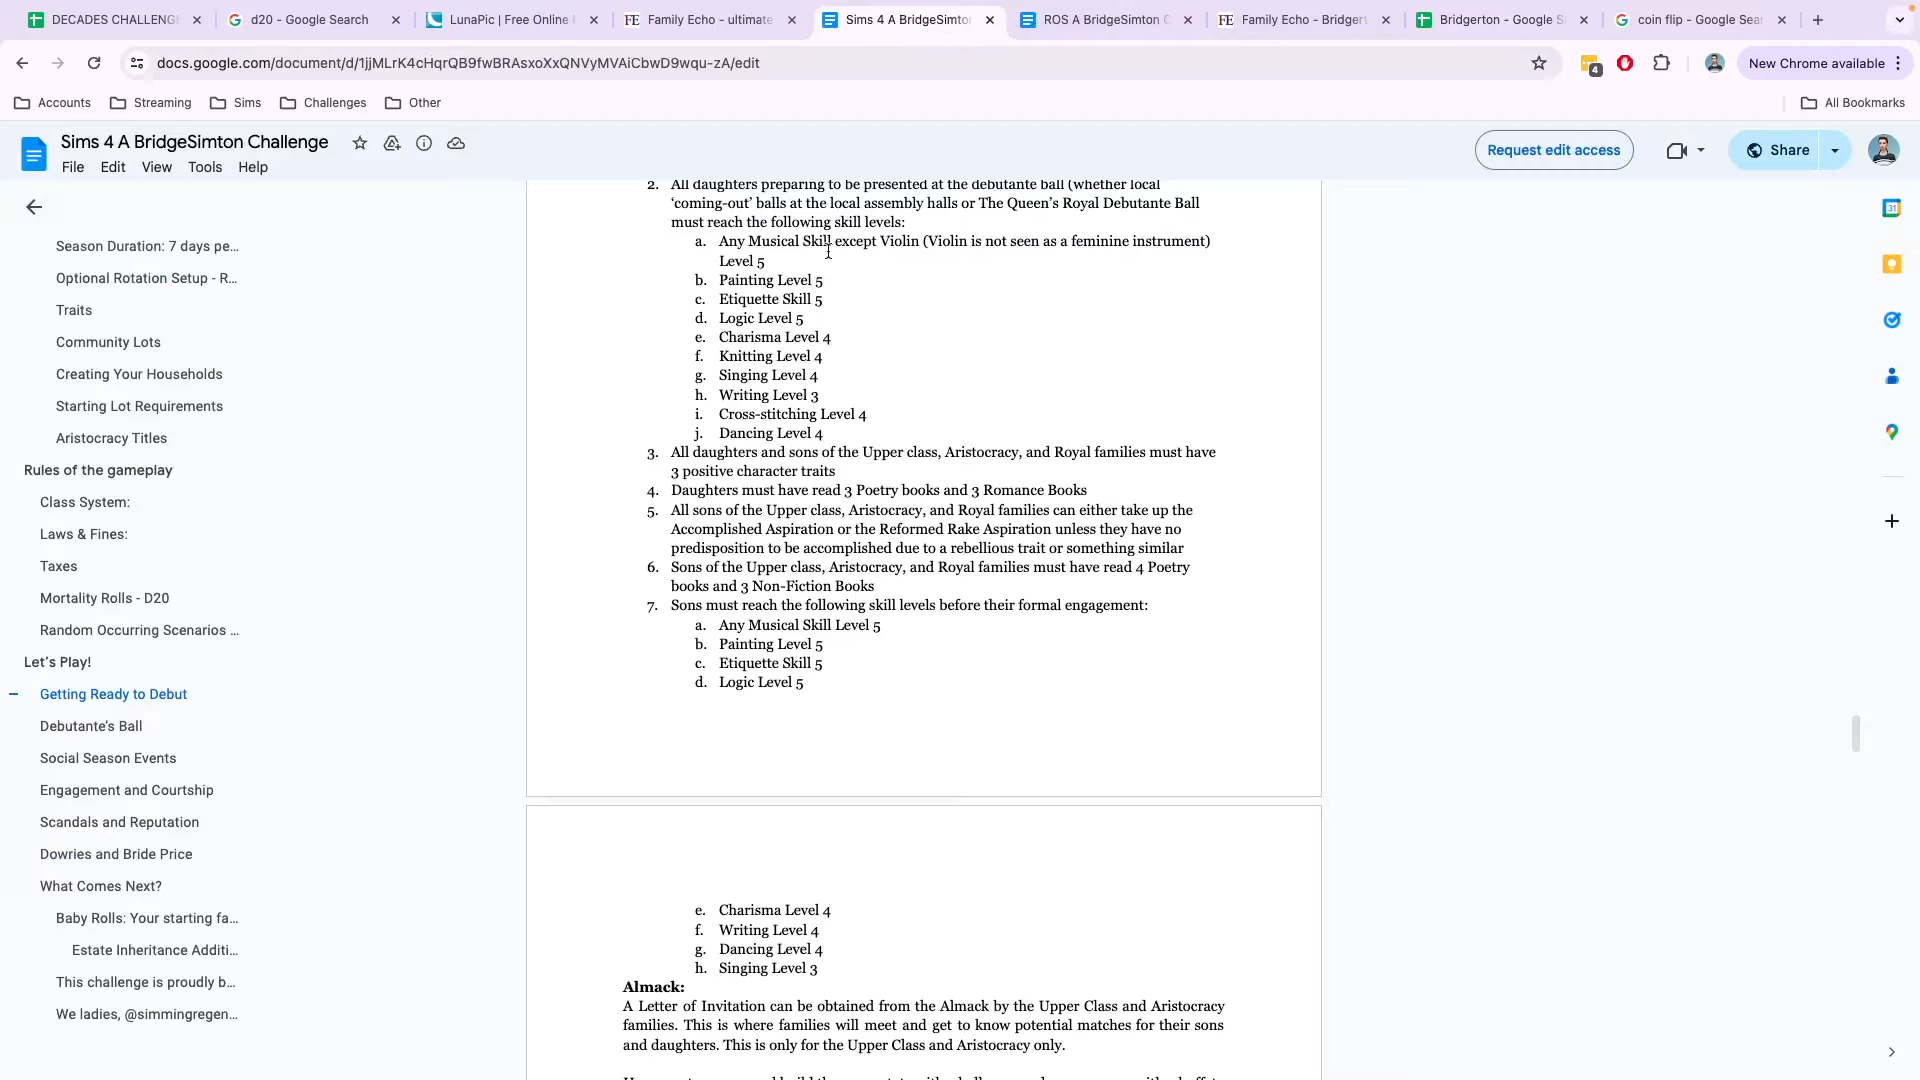 DECADES CHALLENG
d20 - Google Search
LunaPic | Free Online
Family Echo - ultimate
Sims 4 A BridgeSimton
ROS A BridgeSimton C
Family Echo - Bridgert
Bridgerton - Google S
coin flip - Google Sea
docs.google.com/document/d/1jjMLrK4cHqrQB9fwBRAsxoXxQNVyMVAiCbwD9wqu-zA/edit
4
New Chrome available
Accounts
Streaming
Sims
Challenges
Other
All Bookmarks
Sims 4 A BridgeSimton Challenge
File Edit View Tools Help
Request edit access
Share
Season Duration: 7 days pe...
Optional Rotation Setup - R...
Traits
Community Lots
Creating Your Households
Starting Lot Requirements
Aristocracy Titles
Rules of the gameplay
Class System:
Laws & Fines:
Taxes
Mortality Rolls - D20
Random Occurring Scenarios ...
Let's Play!
Getting Ready to Debut
Debutante's Ball
Social Season Events
Engagement and Courtship
Scandals and Reputation
Dowries and Bride Price
What Comes Next?
Baby Rolls: Your starting fa...
Estate Inheritance Additi...
This challenge is proudly b...
We ladies, @simmingregen...
2. All daughters preparing to be presented at the debutante ball (whether local
'coming-out' balls at the local assembly halls or The Queen's Royal Debutante Ball
must reach the following skill levels:
a. Any Musical Skill except Violin (Violin is not seen as a feminine instrument)
Level 5
b. Painting Level 5
c. Etiquette Skill 5
d. Logic Level 5
e. Charisma Level 4
f. Knitting Level 4
g. Singing Level 4
h. Writing Level 3
i. Cross-stitching Level 4
j. Dancing Level 4
3. All daughters and sons of the Upper class, Aristocracy, and Royal families must have
3 positive character traits
4. Daughters must have read 3 Poetry books and 3 Romance Books
5. All sons of the Upper class, Aristocracy, and Royal families can either take up the
Accomplished Aspiration or the Reformed Rake Aspiration unless they have no
predisposition to be accomplished due to a rebellious trait or something similar
6. Sons of the Upper class, Aristocracy, and Royal families must have read 4 Poetry
books and 3 Non-Fiction Books
7. Sons must reach the following skill levels before their formal engagement:
a. Any Musical Skill Level 5
b. Painting Level 5
c. Etiquette Skill 5
d. Logic Level 5
e. Charisma Level 4
f. Writing Level 4
g. Dancing Level 4
h. Singing Level 3
Almack:
A Letter of Invitation can be obtained from the Almack by the Upper Class and Aristocracy
families. This is where families will meet and get to know potential matches for their sons
and daughters. This is only for the Upper Class and Aristocracy only.
31